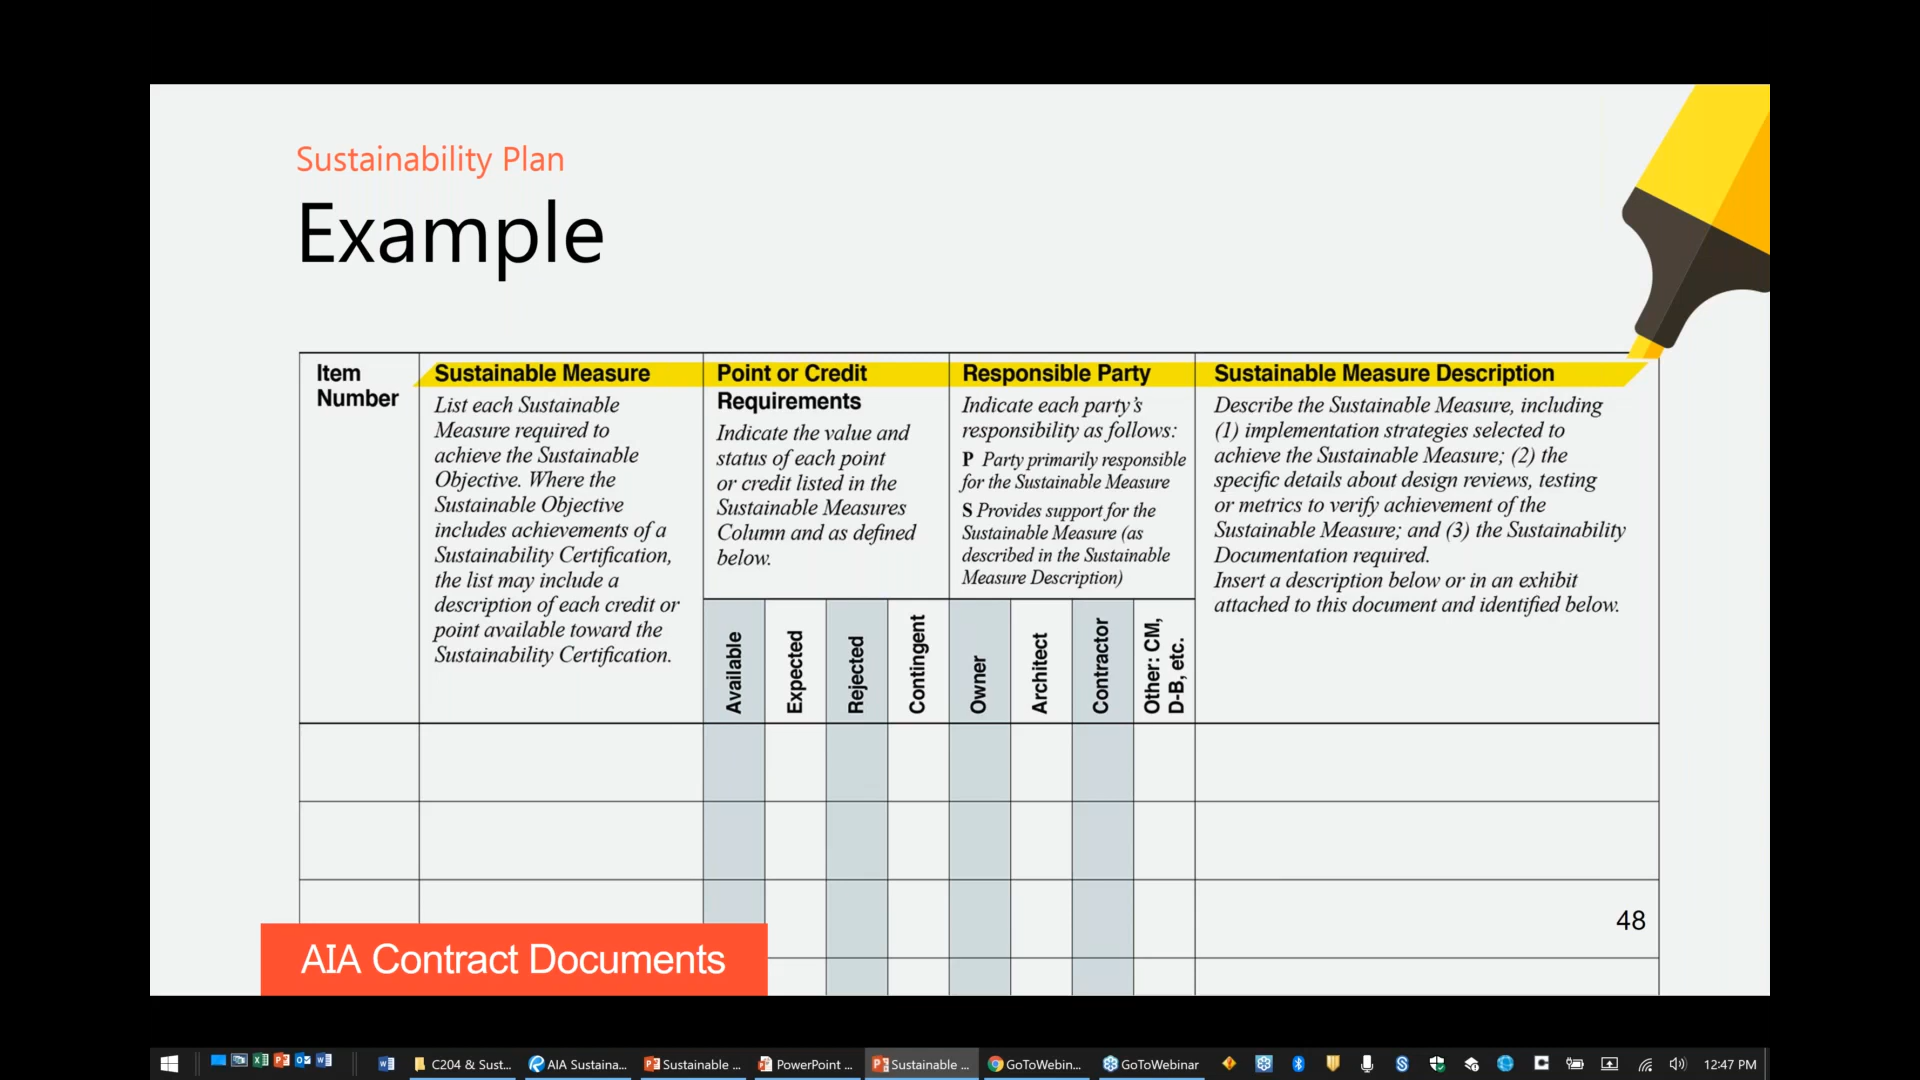 Sustainability Plan
Example
Item
Number
Sustainable Measure
List each Sustainable
Measure required to
achieve the Sustainable
Objective. Where the
Sustainable Objective
includes achievements of a
Sustainability Certification,
the list may include a
description of each credit or
point available toward the
Sustainability Certification.
Point or Credit
Requirements
Indicate the value and
status of each point
or credit listed in the
Sustainable Measures
Column and as defined
below.
Available
Expected
Rejected
Contingent
Responsible Party
Indicate each party's
responsibility as follows:
P Party primarily responsible
for the Sustainable Measure
S Provides support for the
Sustainable Measure (as
described in the Sustainable
Measure Description)
Owner
Architect
Contractor
Other: CM,
D-B, etc.
Sustainable Measure Description
Describe the Sustainable Measure, including
(1) implementation strategies selected to
achieve the Sustainable Measure; (2) the
specific details about design reviews, testing
or metrics to verify achievement of the
Sustainable Measure; and (3) the Sustainability
Documentation required.
Insert a description below or in an exhibit
attached to this document and identified below.
48
AIA Contract Documents
C204 & Sust...
AIA Sustaina...
Sustainable ...
PowerPoint ...
Sustainable ...
GoToWebin...
GoToWebinar
12:47 PM